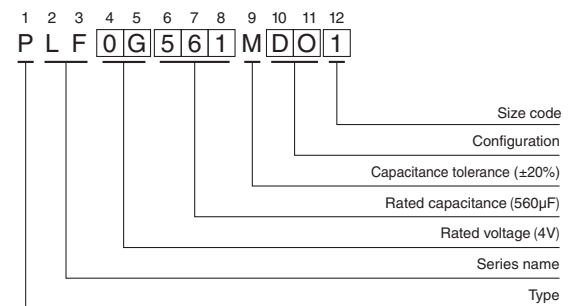 1 2 3 4 5 6 7 8 9 10 11 12
P L F 0 G 5 6 1 M D O 1
Size code
Configuration
Capacitance tolerance (±20%)
Rated capacitance (560µF)
Rated voltage (4V)
Series name
Type